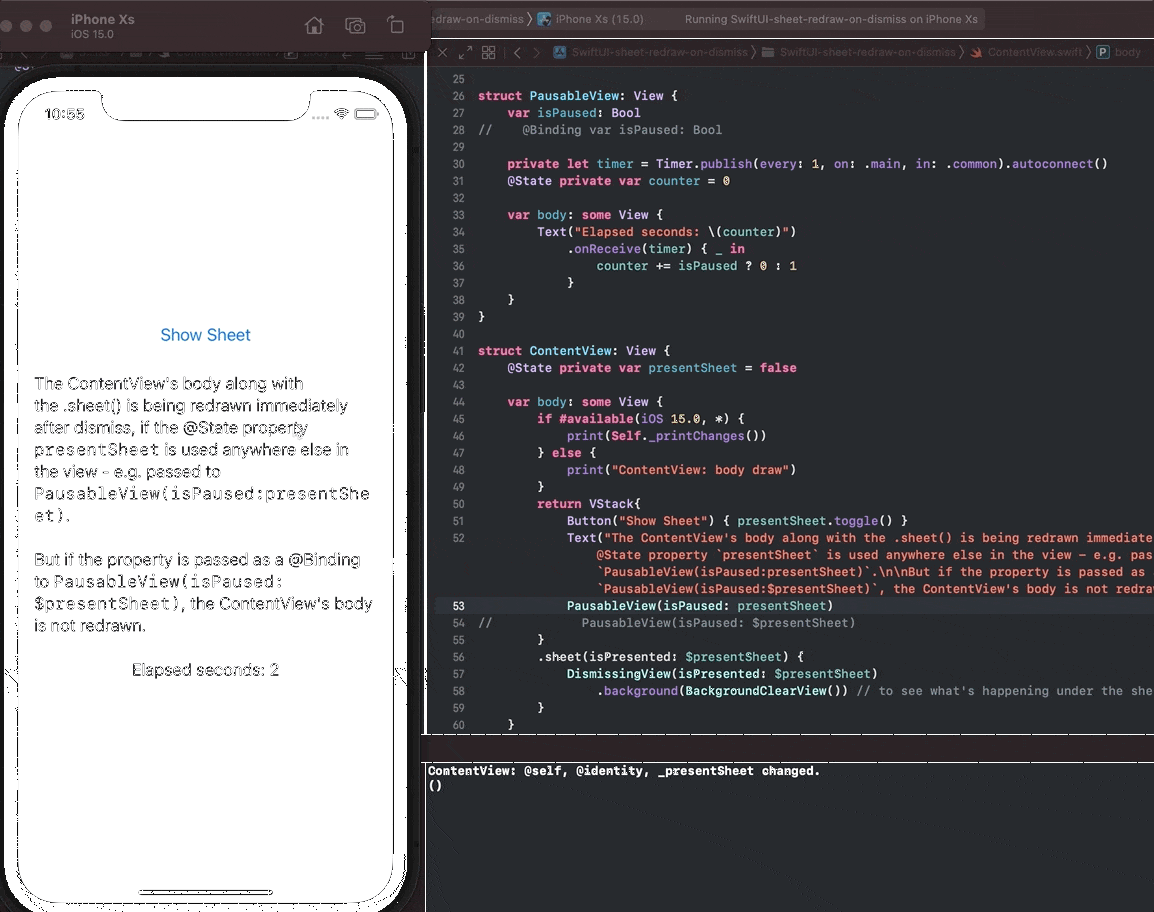 iPhone Xs
iOS 15.0
edraw-on-dismiss 〉 iPhone Xs (15.0)
Running SwiftUI-sheet-redraw-on-dismiss on iPhone Xs
SwiftUI-sheet-redraw-on-dismiss 〉 SwiftUI-sheet-redraw-on-dismiss 〉 ContentView.swift 〉 P body
10:55
Show Sheet
The ContentView's body along with
the .sheet() is being redrawn immediately
after dismiss, if the @State property
presentSheet is used anywhere else in
the view - e.g. passed to
PausableView(isPaused:presentShe
et).
But if the property is passed as a @Binding
to PausableView(isPaused:
$presentSheet), the ContentView's body
is not redrawn.
Elapsed seconds: 2
25
26 struct PausableView: View {
27     var isPaused: Bool
28 //    @Binding var isPaused: Bool
29
30     private let timer = Timer.publish(every: 1, on: .main, in: .common).autoconnect()
31     @State private var counter = 0
32
33     var body: some View {
34         Text("Elapsed seconds: \(counter)")
35             .onReceive(timer) { _ in
36                 counter += isPaused ? 0 : 1
37             }
38     }
39 }
40
41 struct ContentView: View {
42     @State private var presentSheet = false
43
44     var body: some View {
45         if #available(iOS 15.0, *) {
46             print(Self._printChanges())
47         } else {
48             print("ContentView: body draw")
49         }
50         return VStack{
51             Button("Show Sheet") { presentSheet.toggle() }
52             Text("The ContentView's body along with the .sheet() is being redrawn immediate
@State property `presentSheet` is used anywhere else in the view – e.g. pas
`PausableView(isPaused:presentSheet)`.\n\nBut if the property is passed as
`PausableView(isPaused:$presentSheet)`, the ContentView's body is not redra
53             PausableView(isPaused: presentSheet)
54 //            PausableView(isPaused: $presentSheet)
55         }
56         .sheet(isPresented: $presentSheet) {
57             DismissingView(isPresented: $presentSheet)
58                 .background(BackgroundClearView()) // to see what's happening under the she
59         }
60     }
ContentView: @self, @identity, _presentSheet changed.
()